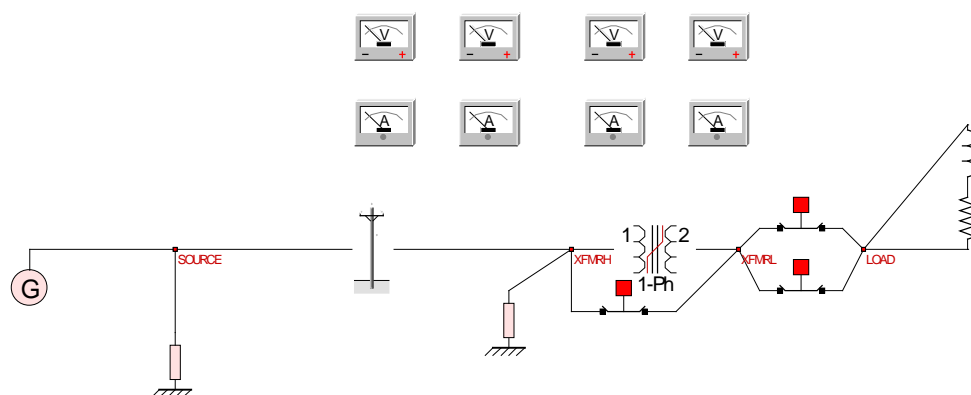 V V V V
− + − + − + − +
A A A A
1 2
G SOURCE XFMRH XFMRL LOAD
1-Ph